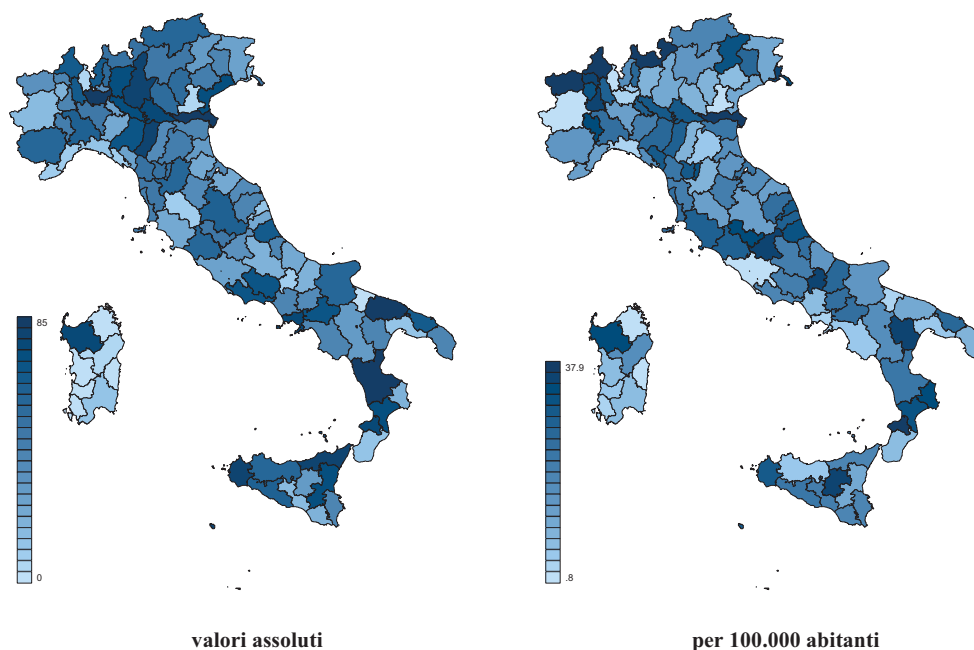 85
0
37.9
.8
valori assoluti
per 100.000 abitanti